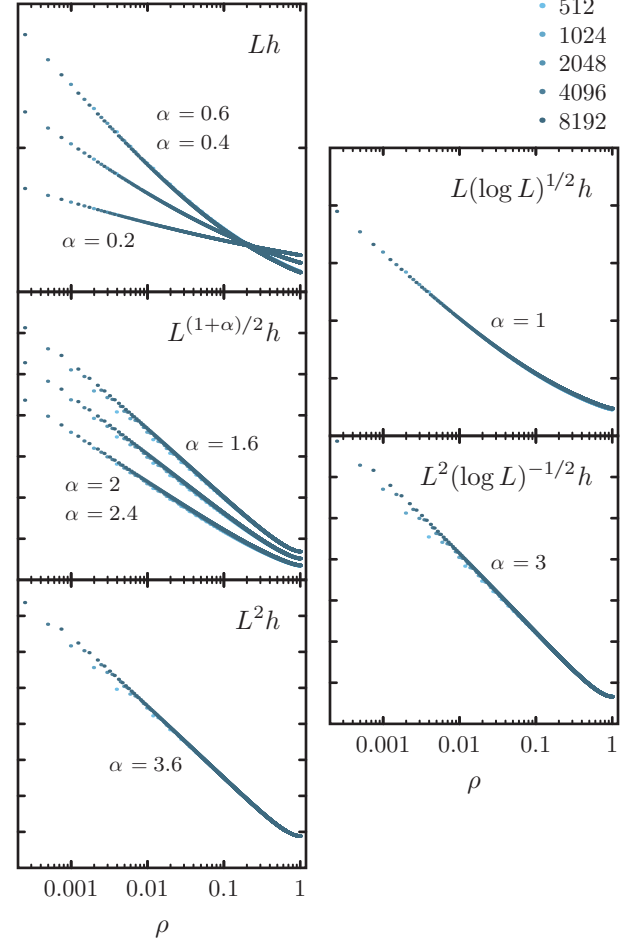 512
1024
2048
4096
8192
Lh
α = 0.6
α = 0.4
α = 0.2
L(log L)^{1/2}h
α = 1
L^{(1+α)/2}h
α = 1.6
α = 2
α = 2.4
L^2(log L)^{-1/2}h
α = 3
0.001 0.01 0.1 1
ρ
L^2h
α = 3.6
0.001 0.01 0.1 1
ρ